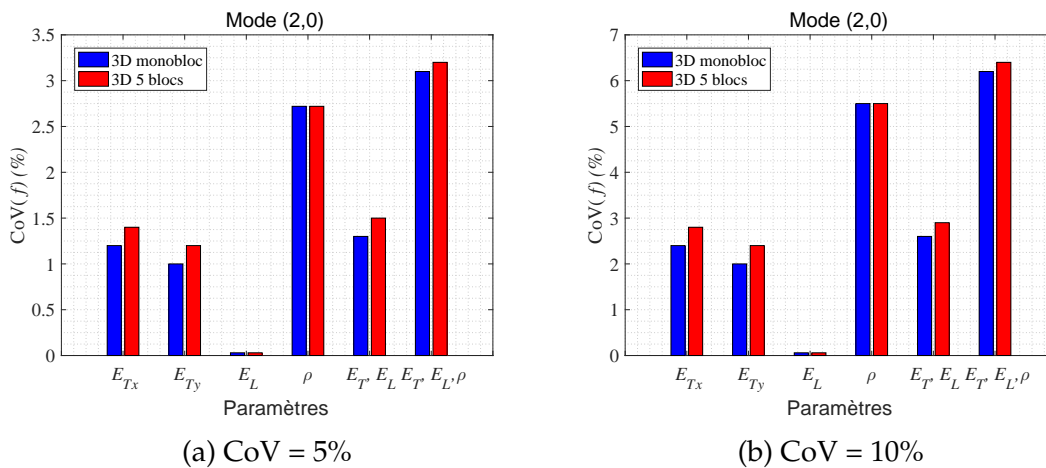 Mode (2,0)
3D monobloc
3D 5 blocs
CoV(f) (%)
3.5
3
2.5
2
1.5
1
0.5
0
E_Tx E_Ty E_L ρ E_T, E_L E_T, E_L, ρ
Paramètres
(a) CoV = 5%
Mode (2,0)
3D monobloc
3D 5 blocs
CoV(f) (%)
7
6
5
4
3
2
1
0
E_Tx E_Ty E_L ρ E_T, E_L E_T, E_L, ρ
Paramètres
(b) CoV = 10%